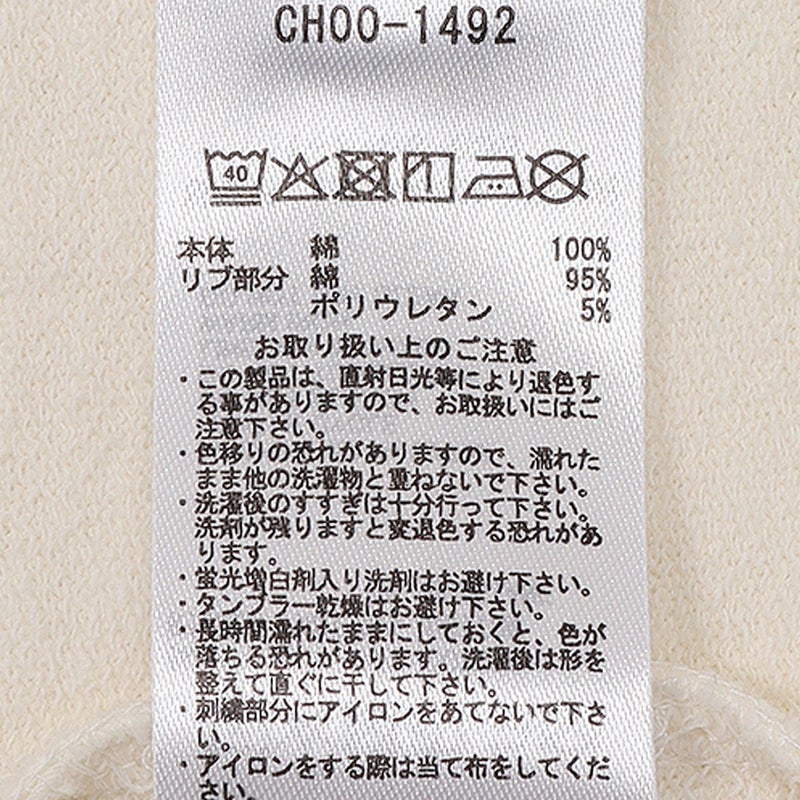 CH00-1492
40
本体 綿 100%
リブ部分 綿 95%
ポリウレタン 5%
お取り扱い上のご注意
・この製品は、直射日光等により退色す
る事がありますので、お取扱いにはご
注意下さい。
・色移りの恐れがありますので、濡れた
まま他の洗濯物と重ねないで下さい。
・洗濯後のすすぎは十分行って下さい。
洗剤が残りますと変退色する恐れがあ
ります。
・蛍光増白剤入り洗剤はお避け下さい。
・タンブラー乾燥はお避け下さい。
・長時間濡れたままにしておくと、色が
落ちる恐れがあります。洗濯後は形を
整えて直ぐに干して下さい。
・刺繍部分にアイロンをあてないで下さ
い。
・アイロンをする際は当て布をしてくだ
さい。